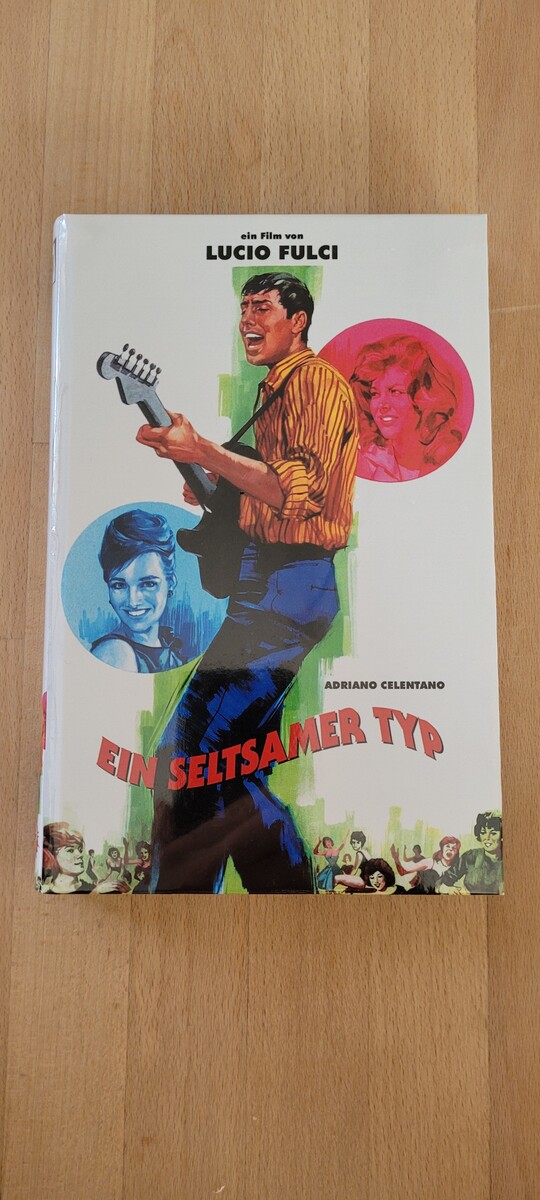 ein Film von
LUCIO FULCI
ADRIANO CELENTANO
EIN SELTSAMER TYP